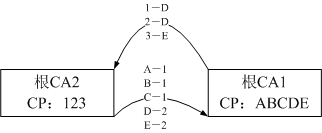 1－D
2－D
3－E
根CA2
CP：123
A－1
B－1
C－1
D－2
E－2
根CA1
CP：ABCDE